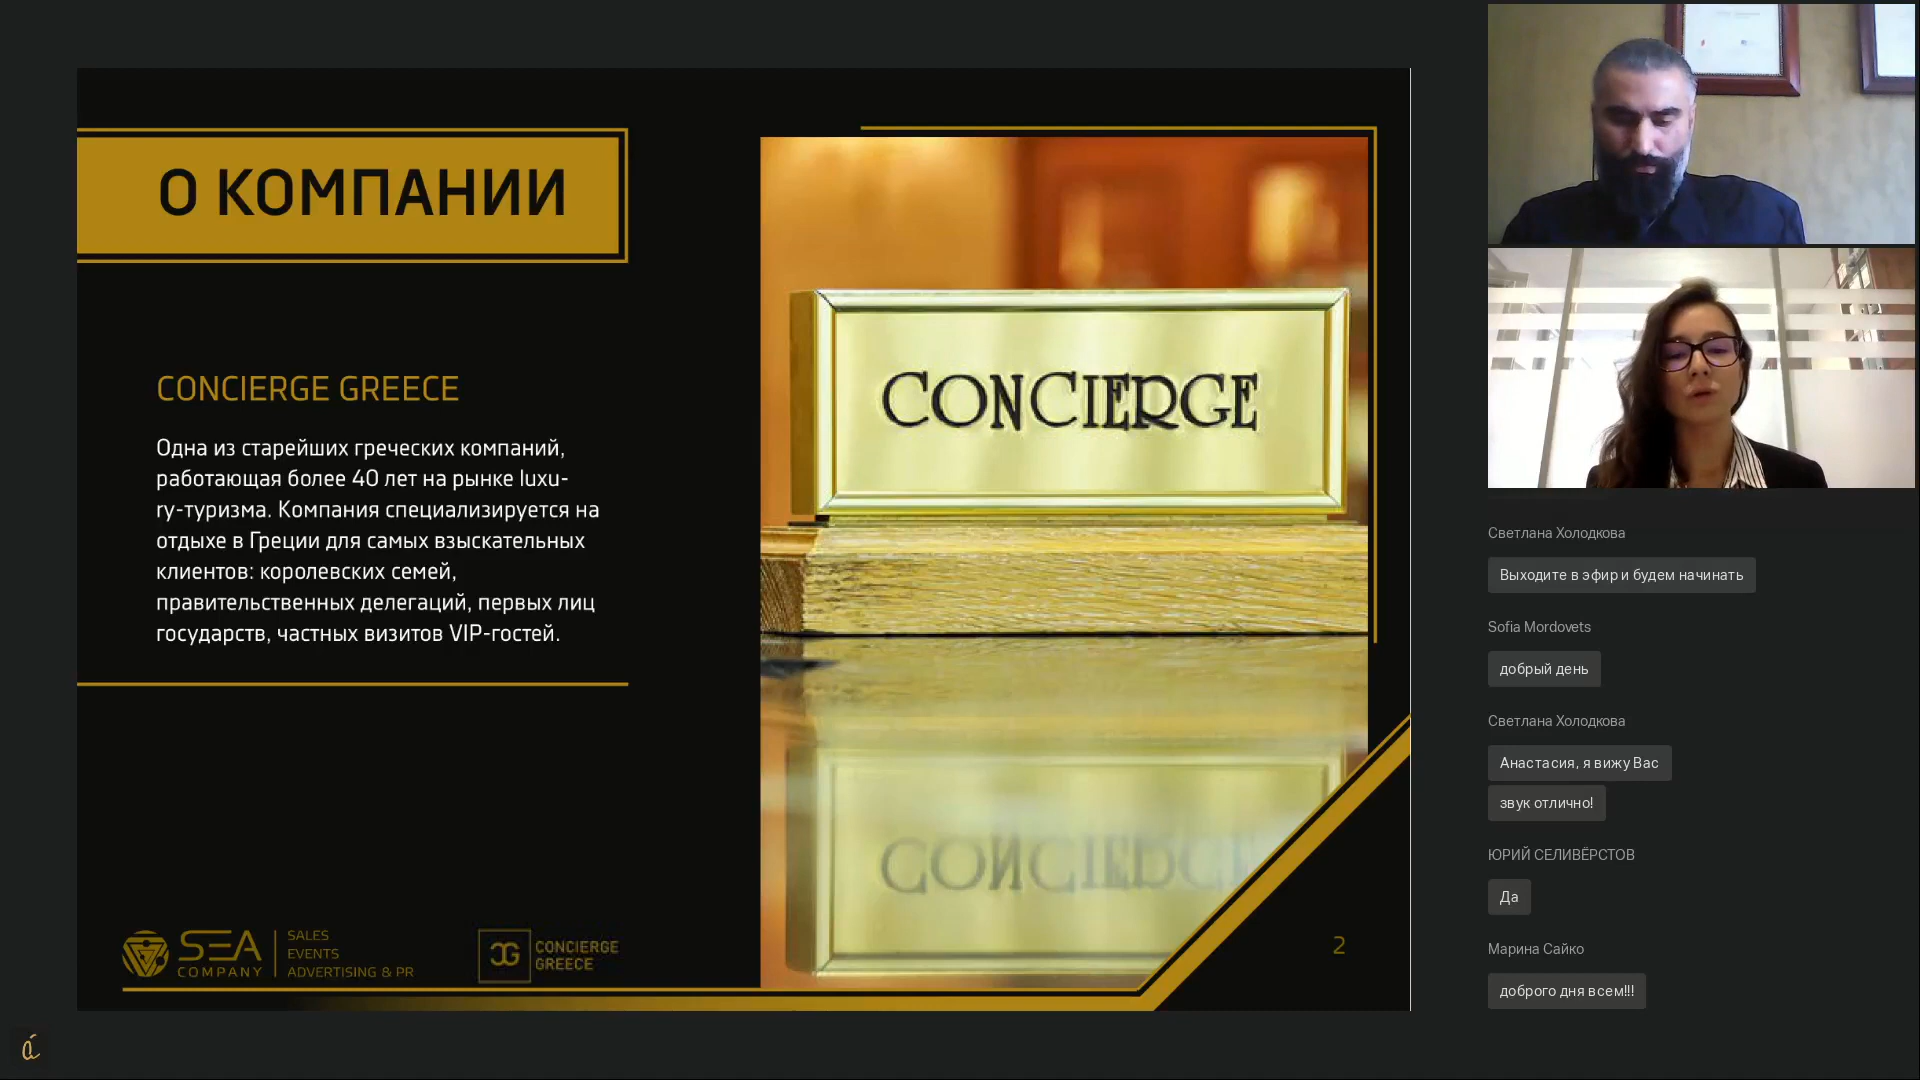 О КОМПАНИИ
CONCIERGE GREECE
Одна из старейших греческих компаний,
работающая более 40 лет на рынке luxu-
ry-туризма. Компания специализируется на
отдыхе в Греции для самых взыскательных
клиентов: королевских семей,
правительственных делегаций, первых лиц
государств, частных визитов VIP-гостей.
CONCIERGE
SEA
COMPANY
SALES
EVENTS
ADVERTISING & PR
CG
CONCIERGE
GREECE
2
Светлана Холодкова
Выходите в эфир и будем начинать
Sofia Mordovets
добрый день
Светлана Холодкова
Анастасия, я вижу Вас
звук отлично!
ЮРИЙ СЕЛИВЁРСТОВ
Да
Марина Сайко
доброго дня всем!!!
á